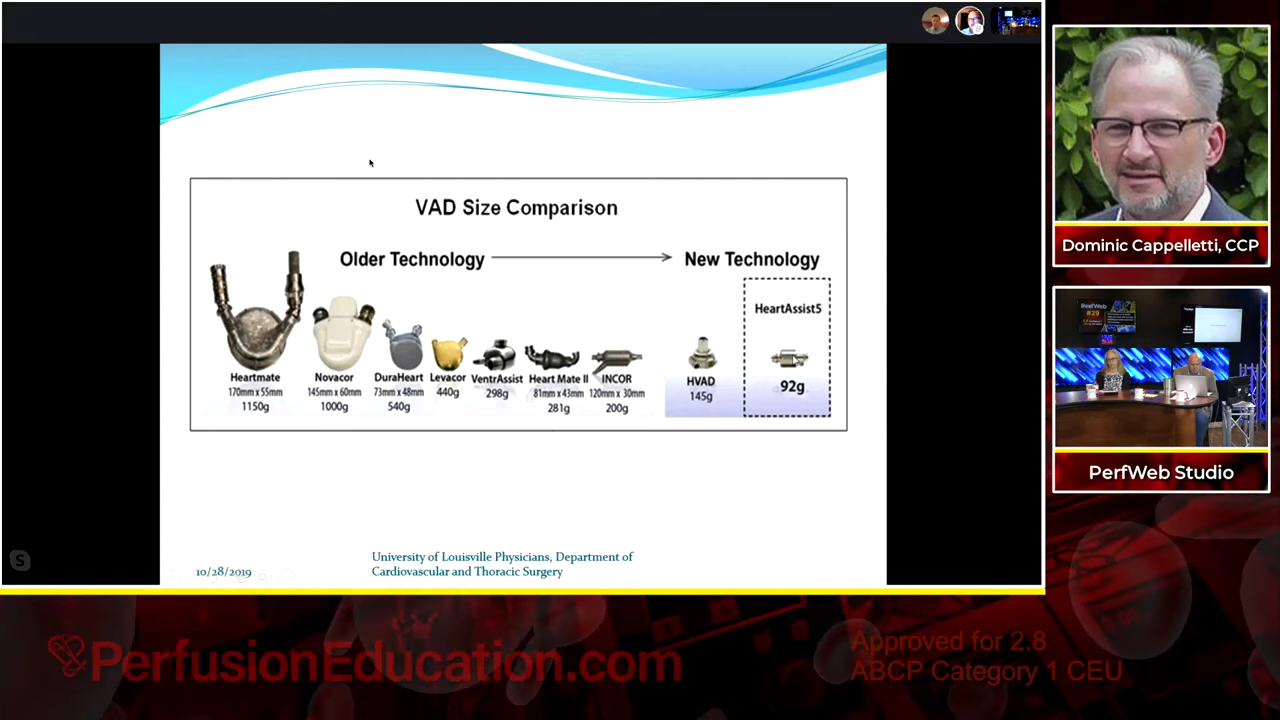 VAD Size Comparison
Older Technology
New Technology
HeartAssist5
Heartmate
170mm x 55mm
1150g
Novacor
145mm x 60mm
1000g
DuraHeart
73mm x 48mm
540g
Levacor
440g
VentrAssist
298g
Heart Mate II
81mm x 43mm
281g
INCOR
120mm x 30mm
200g
HVAD
145g
92g
10/28/2019
University of Louisville Physicians, Department of
Cardiovascular and Thoracic Surgery
Dominic Cappelletti, CCP
PerfWeb
#29
PerfWeb Studio
PerfusionEducation.com
Approved for 2.8
ABCP Category 1 CEU